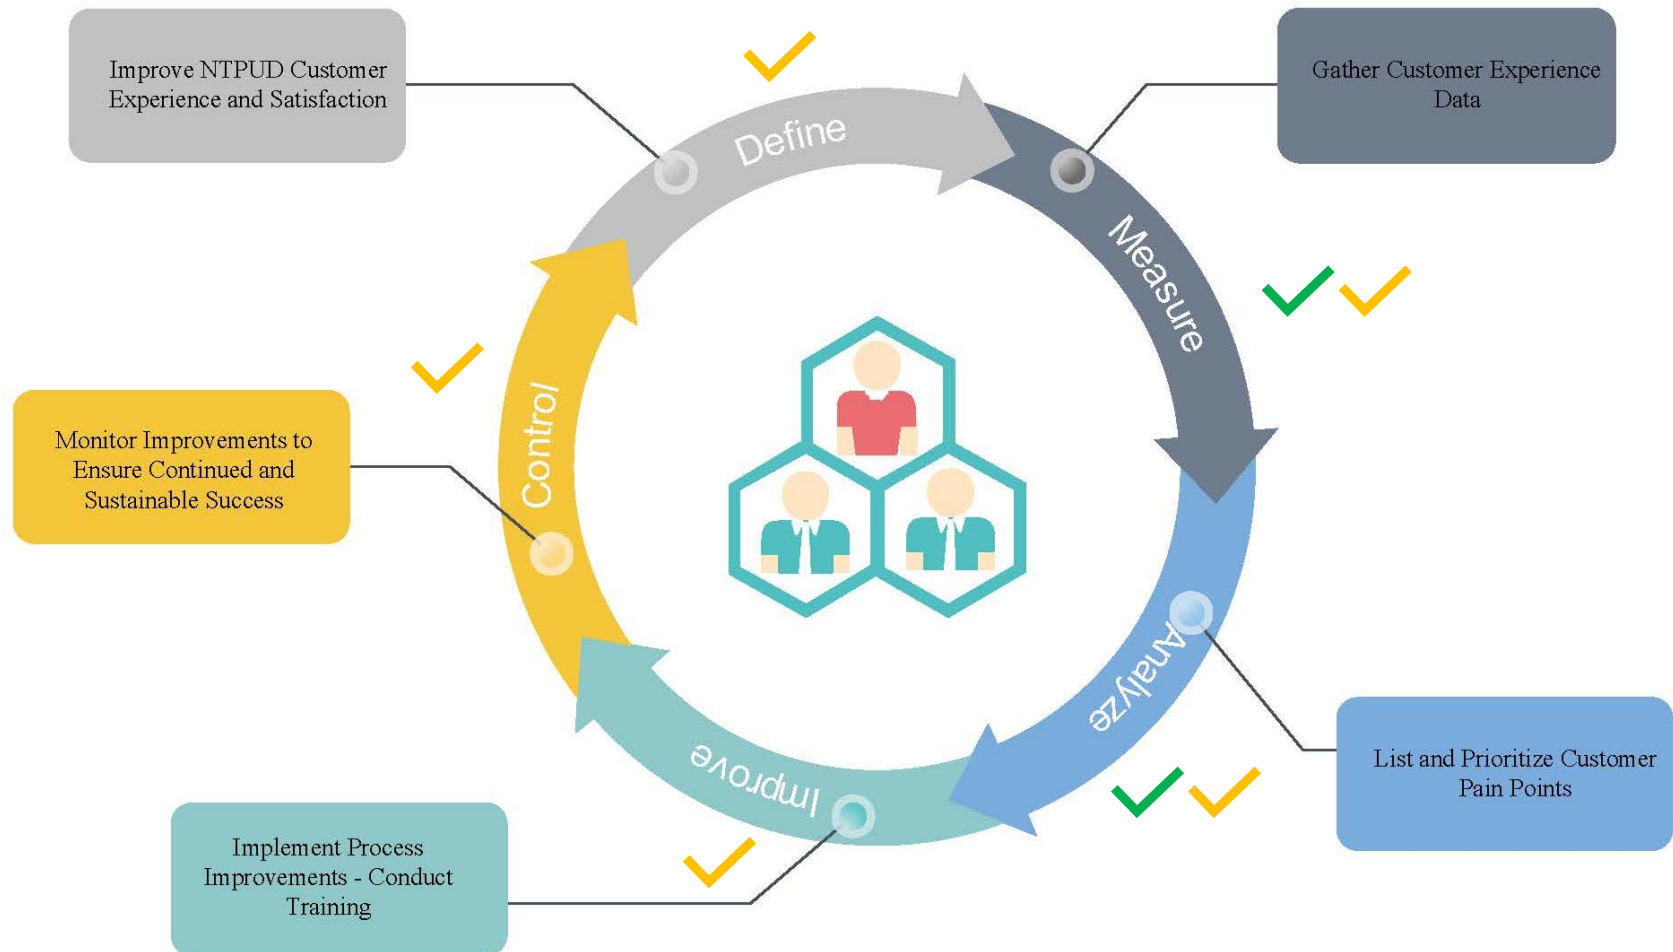 Improve NTPUD Customer
Experience and Satisfaction
Define
Gather Customer Experience
Data
Measure
Monitor Improvements to
Ensure Continued and
Sustainable Success
Control
Analyze
List and Prioritize Customer
Pain Points
Improve
Implement Process
Improvements - Conduct
Training